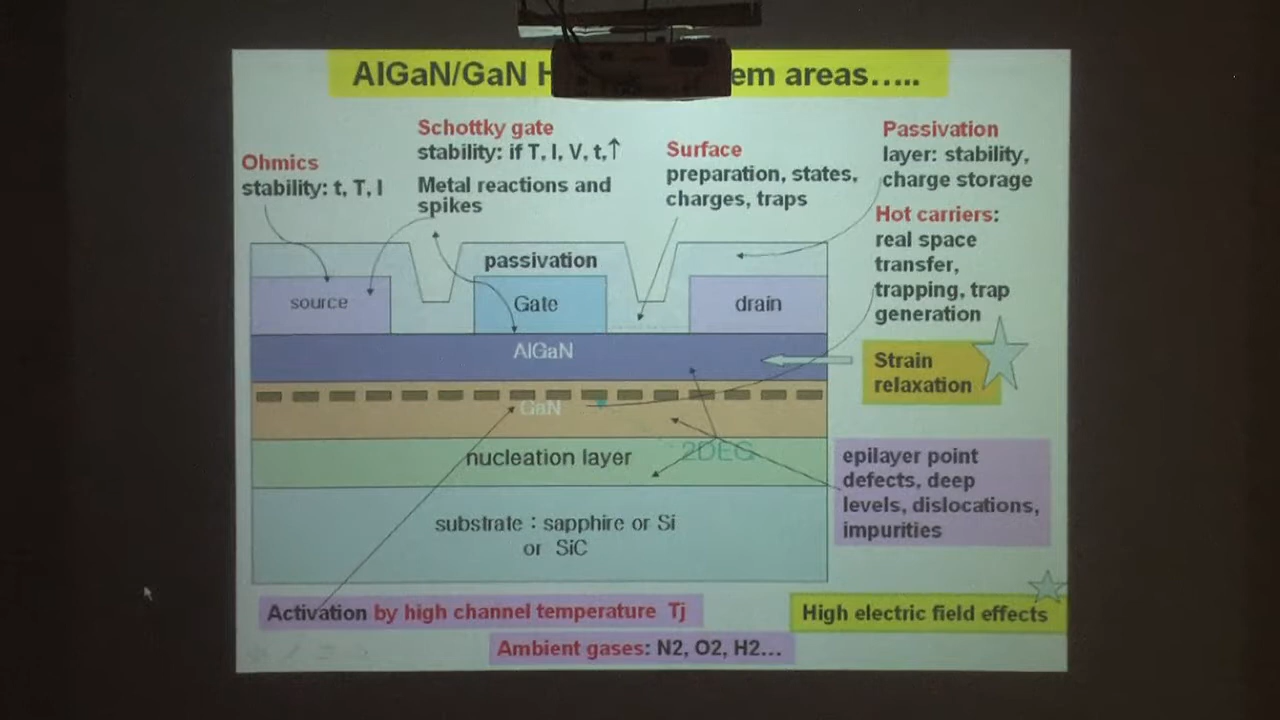 AlGaN/GaN H em areas.....
Schottky gate
stability: if T, I, V, t,↑
Metal reactions and
spikes
Ohmics
stability: t, T, I
Surface
preparation, states,
charges, traps
Passivation
layer: stability,
charge storage
Hot carriers:
real space
transfer,
trapping, trap
generation
passivation
source
Gate
drain
AlGaN
Strain
relaxation
GaN
2DEG
nucleation layer
epilayer point
defects, deep
levels, dislocations,
impurities
substrate : sapphire or Si
or SiC
Activation by high channel temperature Tj
High electric field effects
Ambient gases: N2, O2, H2...